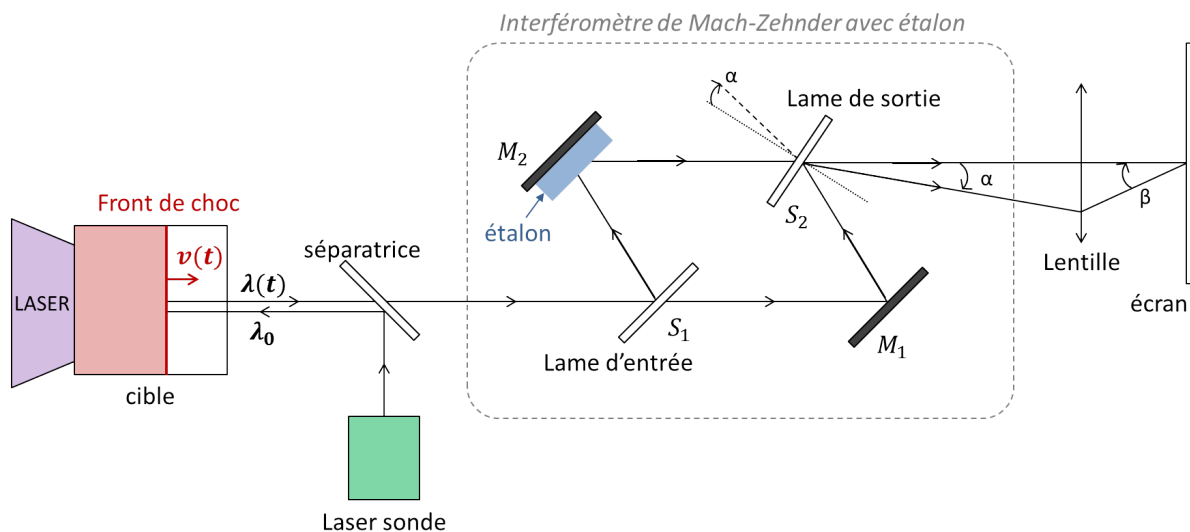 Interféromètre de Mach-Zehnder avec étalon
α
Lame de sortie
M₂
Front de choc
v(t)
étalon
S₂
α
β
séparatrice
Lentille
LASER
λ(t)
λ₀
écran
S₁
M₁
Lame d'entrée
cible
Laser sonde